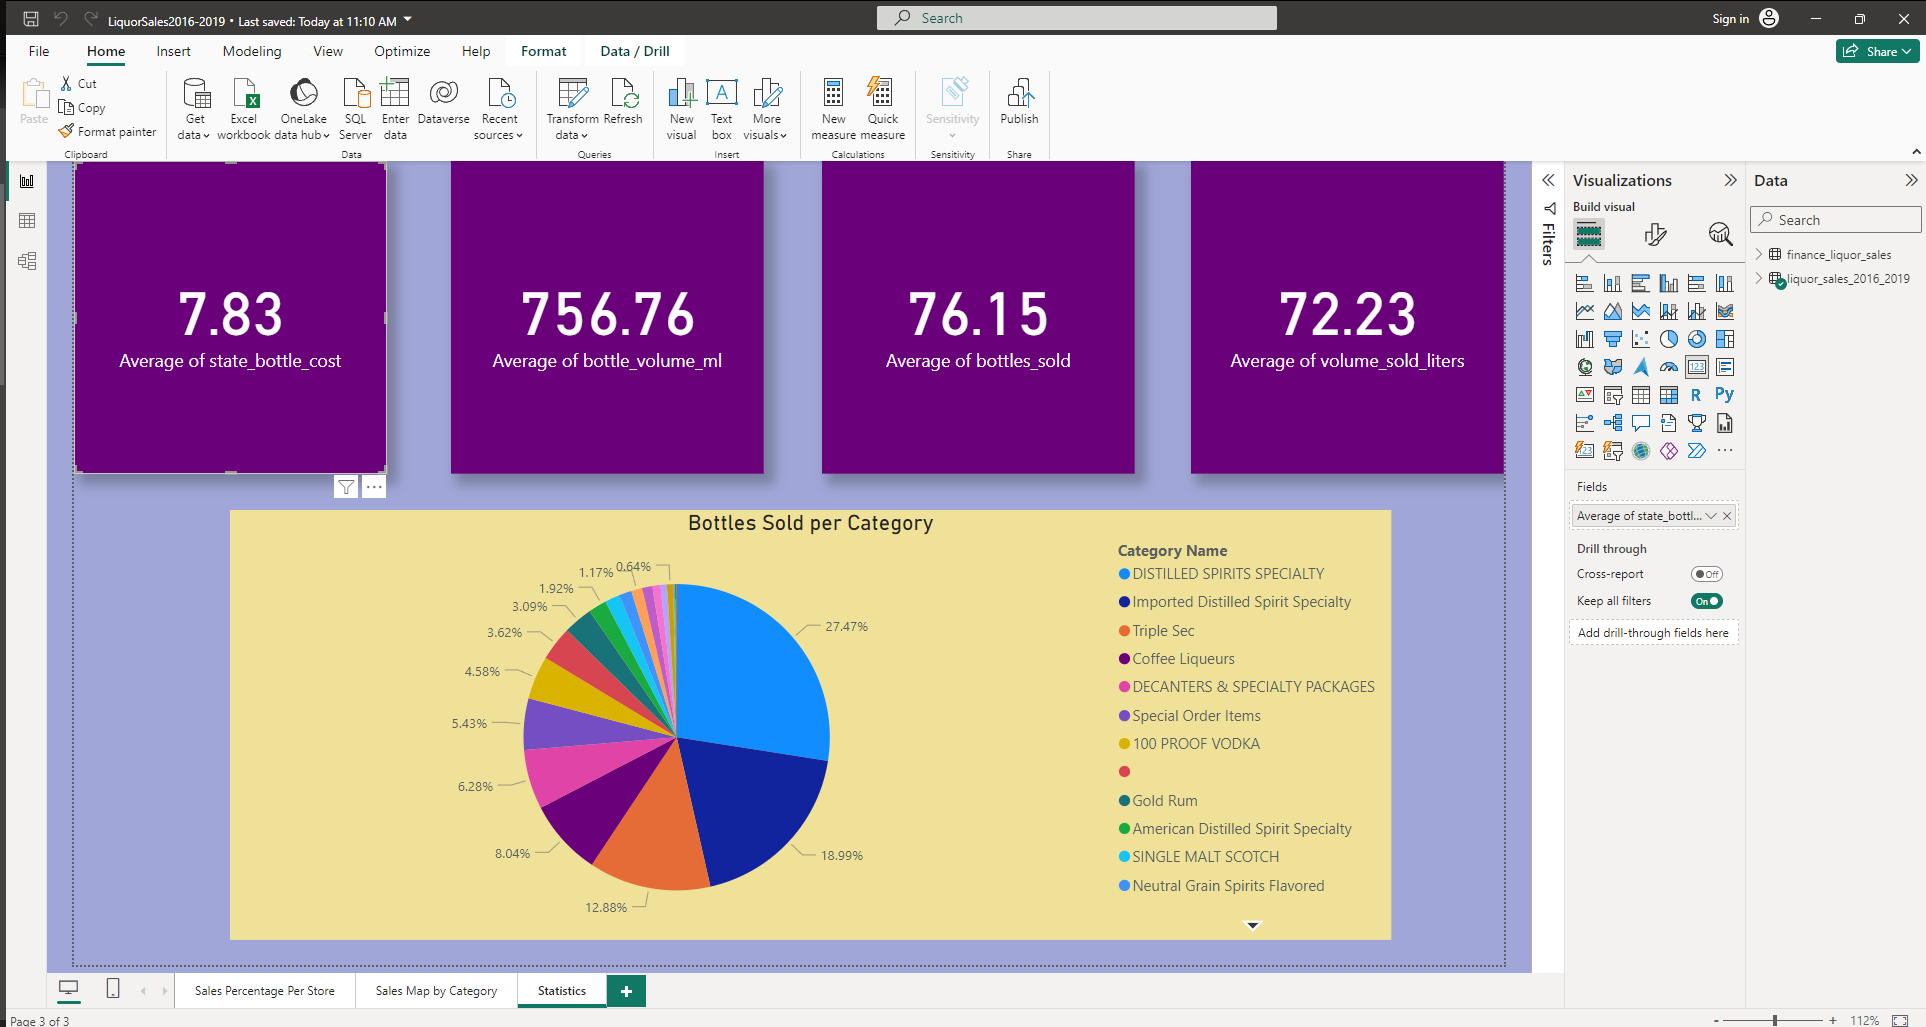 LiquorSales2016-2019 • Last saved: Today at 11:10 AM
Search
Sign in
File Home Insert Modeling View Optimize Help Format Data / Drill
Share
Paste
Cut
Copy
Format painter
Clipboard
Get data
Excel workbook
OneLake data hub
SQL Server
Enter data
Dataverse
Recent sources
Data
Transform data
Refresh
Queries
New visual
Text box
More visuals
Insert
New measure
Quick measure
Calculations
Sensitivity
Sensitivity
Publish
Share
7.83
Average of state_bottle_cost
756.76
Average of bottle_volume_ml
76.15
Average of bottles_sold
72.23
Average of volume_sold_liters
Bottles Sold per Category
0.64%
1.17%
1.92%
3.09%
3.62%
4.58%
5.43%
6.28%
8.04%
12.88%
18.99%
27.47%
Category Name
DISTILLED SPIRITS SPECIALTY
Imported Distilled Spirit Specialty
Triple Sec
Coffee Liqueurs
DECANTERS & SPECIALTY PACKAGES
Special Order Items
100 PROOF VODKA
Gold Rum
American Distilled Spirit Specialty
SINGLE MALT SCOTCH
Neutral Grain Spirits Flavored
Filters
Visualizations
Build visual
123
R
Py
123
Fields
Average of state_bottl...
Drill through
Cross-report Off
Keep all filters On
Add drill-through fields here
Data
Search
finance_liquor_sales
liquor_sales_2016_2019
Sales Percentage Per Store
Sales Map by Category
Statistics
+
Page 3 of 3
- + 112%